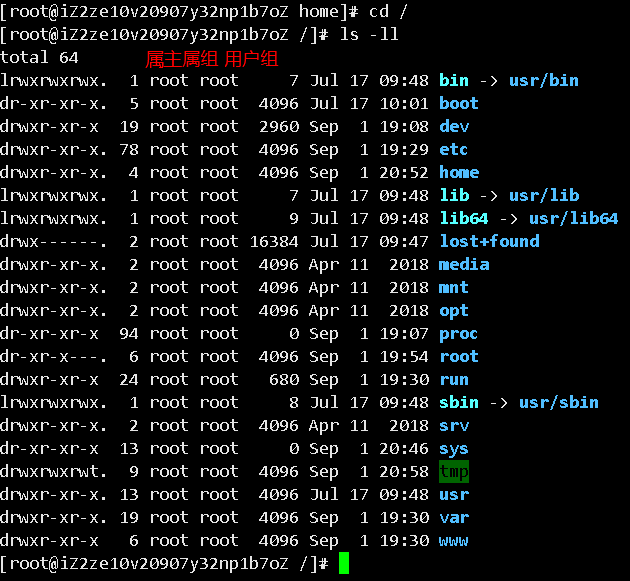 [root@iZ2ze10v20907y32np1b7oZ home]# cd /
[root@iZ2ze10v20907y32np1b7oZ /]# ls -ll
total 64 属主属组 用户组
lrwxrwxrwx. 1 root root 7 Jul 17 09:48 bin -> usr/bin
dr-xr-xr-x. 5 root root 4096 Jul 17 10:01 boot
drwxr-xr-x 19 root root 2960 Sep 1 19:08 dev
drwxr-xr-x. 78 root root 4096 Sep 1 19:29 etc
drwxr-xr-x. 4 root root 4096 Sep 1 20:52 home
lrwxrwxrwx. 1 root root 7 Jul 17 09:48 lib -> usr/lib
lrwxrwxrwx. 1 root root 9 Jul 17 09:48 lib64 -> usr/lib64
drwx------. 2 root root 16384 Jul 17 09:47 lost+found
drwxr-xr-x. 2 root root 4096 Apr 11 2018 media
drwxr-xr-x. 2 root root 4096 Apr 11 2018 mnt
drwxr-xr-x. 2 root root 4096 Apr 11 2018 opt
dr-xr-xr-x 94 root root 0 Sep 1 19:07 proc
dr-xr-x---. 6 root root 4096 Sep 1 19:54 root
drwxr-xr-x 24 root root 680 Sep 1 19:30 run
lrwxrwxrwx. 1 root root 8 Jul 17 09:48 sbin -> usr/sbin
drwxr-xr-x. 2 root root 4096 Apr 11 2018 srv
dr-xr-xr-x 13 root root 0 Sep 1 20:46 sys
drwxrwxrwt. 9 root root 4096 Sep 1 20:58 tmp
drwxr-xr-x. 13 root root 4096 Jul 17 09:48 usr
drwxr-xr-x. 19 root root 4096 Sep 1 19:30 var
drwxr-xr-x 6 root root 4096 Sep 1 19:30 www
[root@iZ2ze10v20907y32np1b7oZ /]#